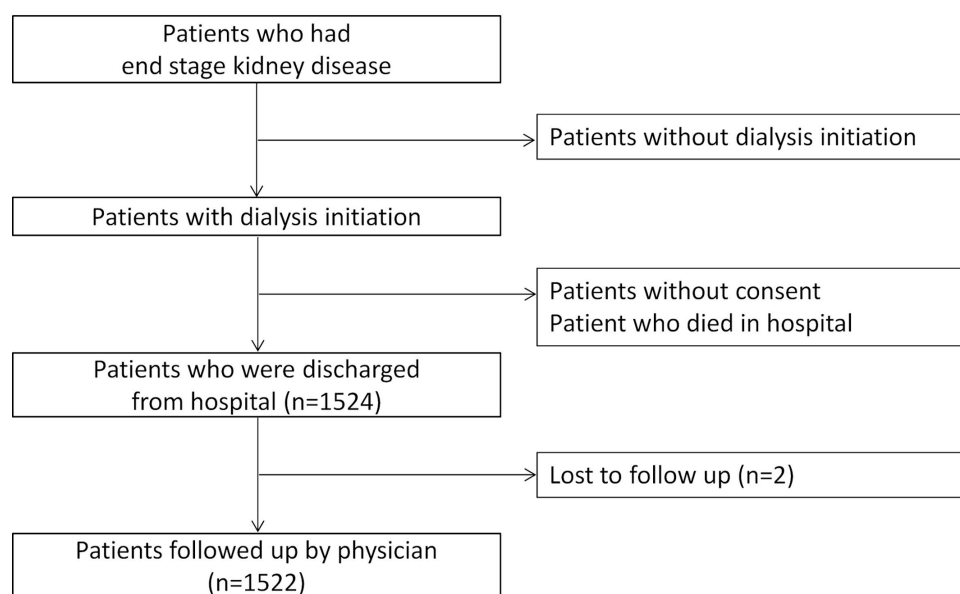 Patients who had
end stage kidney disease
Patients without dialysis initiation
Patients with dialysis initiation
Patients without consent
Patient who died in hospital
Patients who were discharged
from hospital (n=1524)
Lost to follow up (n=2)
Patients followed up by physician
(n=1522)